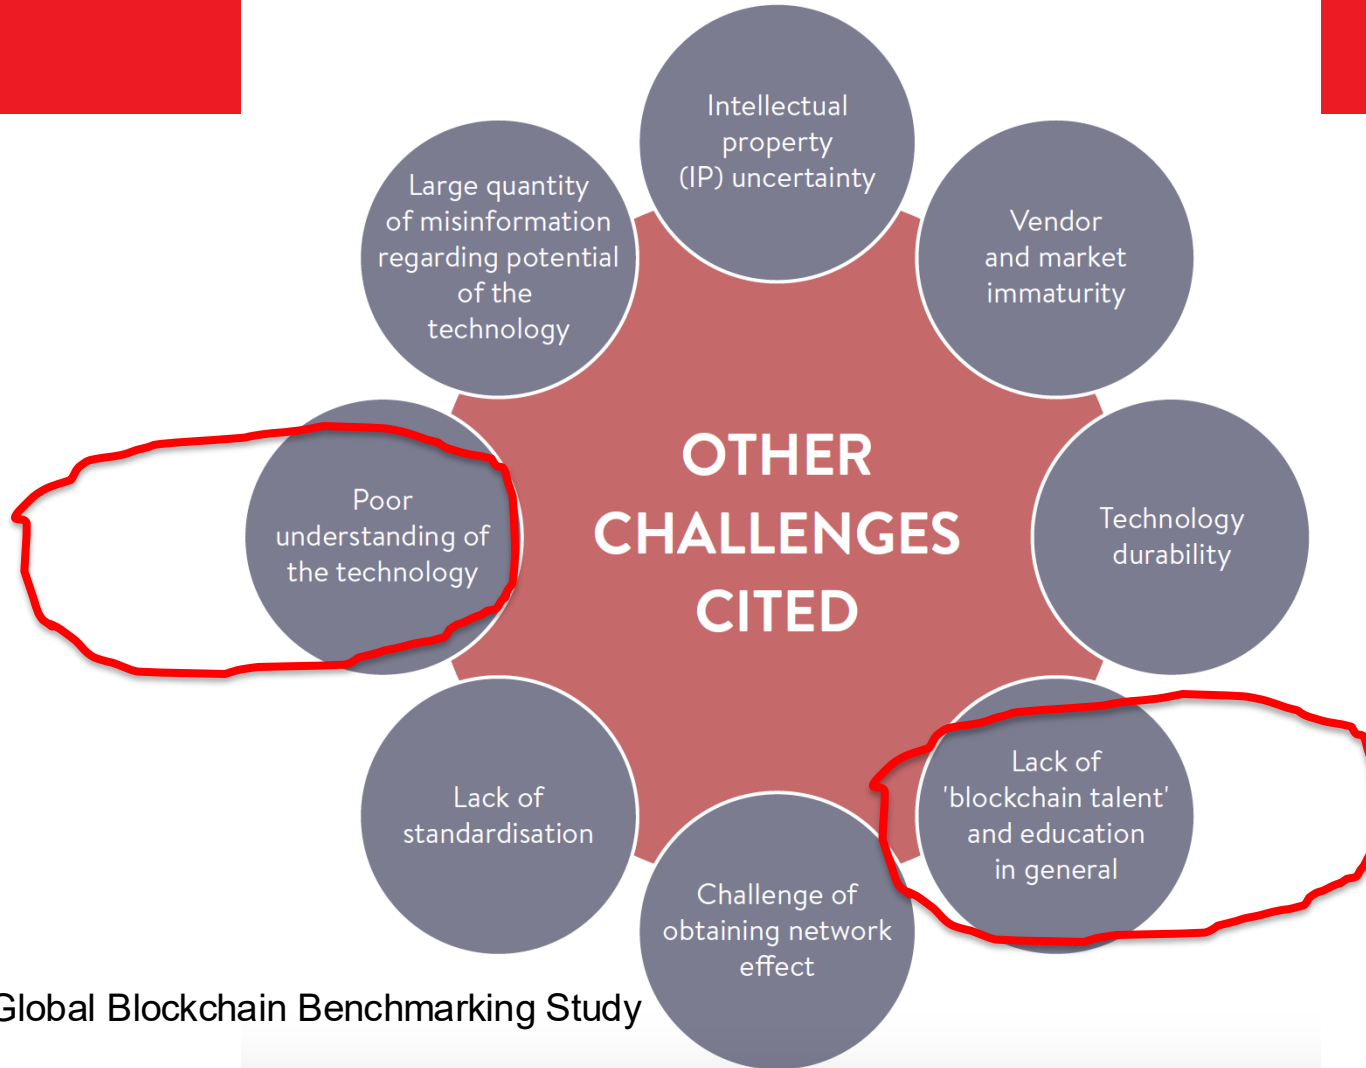 Intellectual
property
(IP) uncertainty
Large quantity
of misinformation
regarding potential
of the
technology
Vendor
and market
immaturity
OTHER
CHALLENGES
CITED
Poor
understanding of
the technology
Technology
durability
Lack of
standardisation
Lack of
'blockchain talent'
and education
in general
Challenge of
obtaining network
effect
Global Blockchain Benchmarking Study